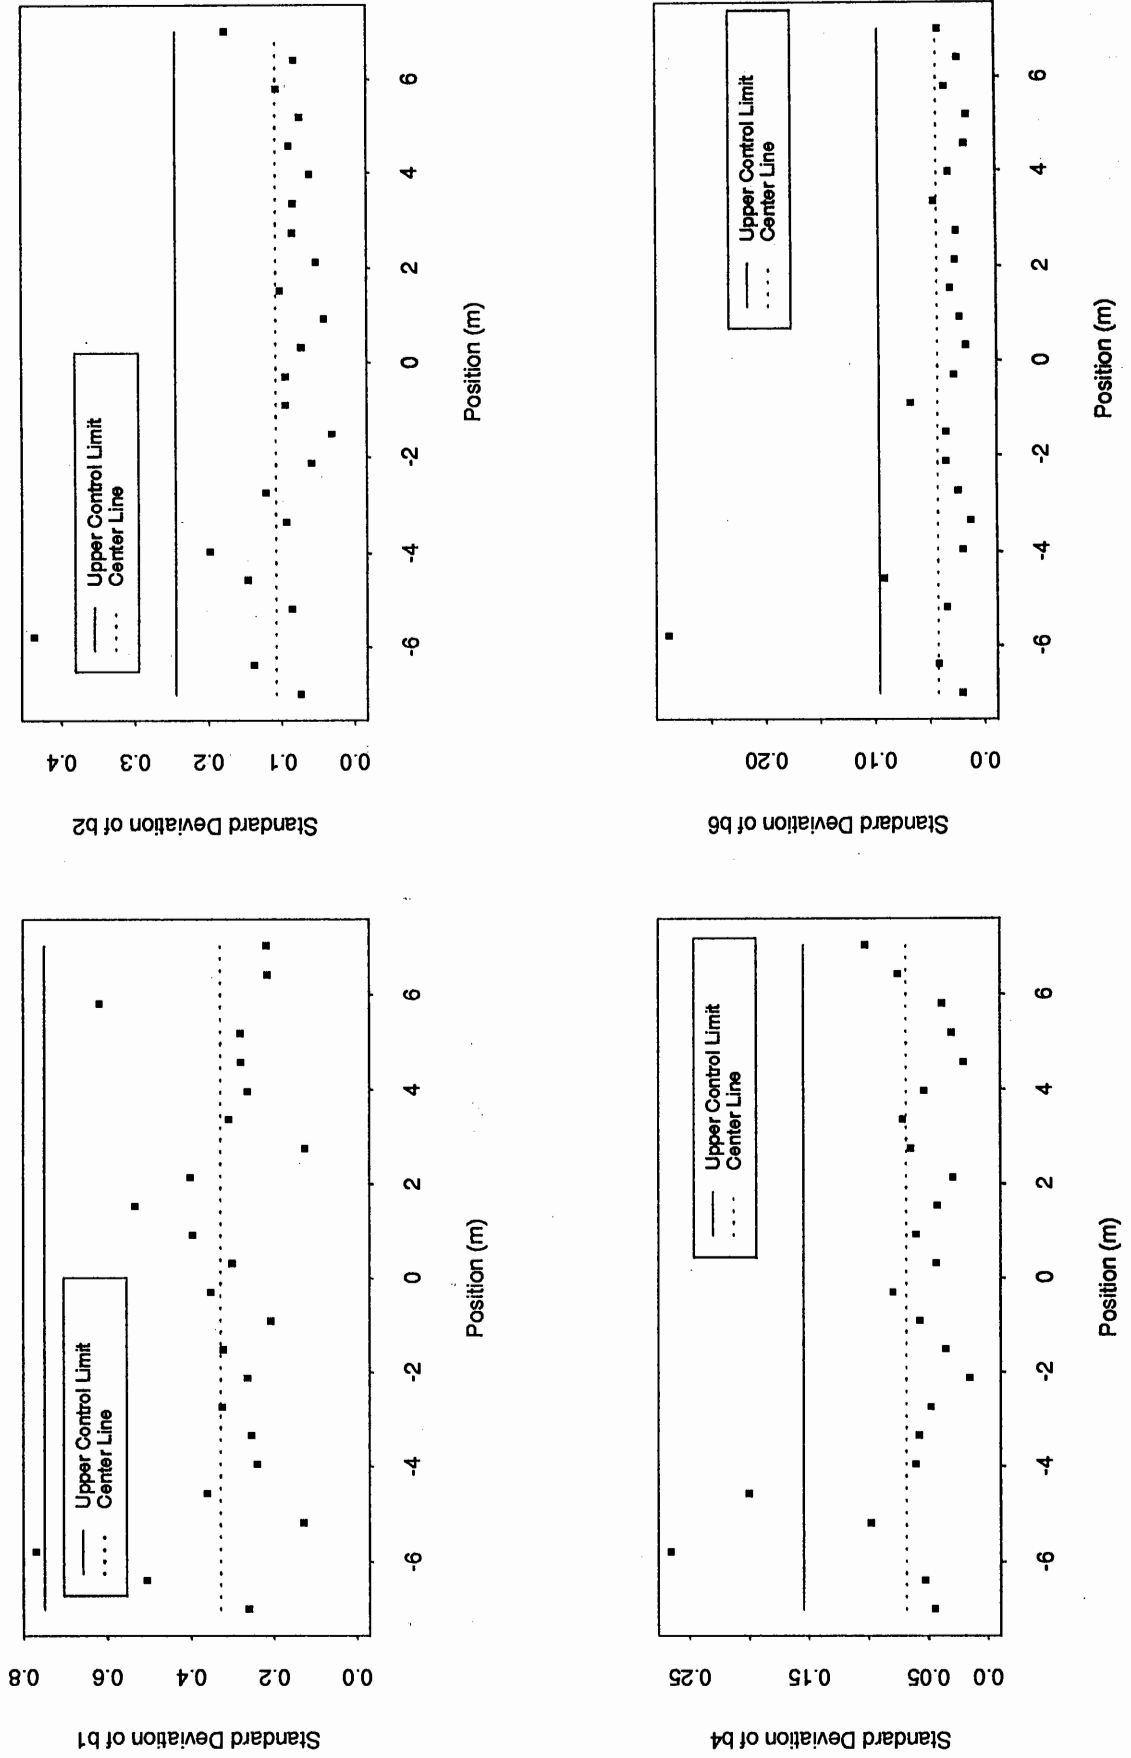 Standard Deviation of b1
0.0 0.2 0.4 0.6 0.8
Upper Control Limit
Center Line
-6 -4 -2 0 2 4 6
Position (m)
Standard Deviation of b2
0.0 0.1 0.2 0.3 0.4
Upper Control Limit
Center Line
-6 -4 -2 0 2 4 6
Position (m)
Standard Deviation of b4
0.0 0.05 0.15 0.25
Upper Control Limit
Center Line
-6 -4 -2 0 2 4 6
Position (m)
Standard Deviation of b6
0.0 0.10 0.20
Upper Control Limit
Center Line
-6 -4 -2 0 2 4 6
Position (m)